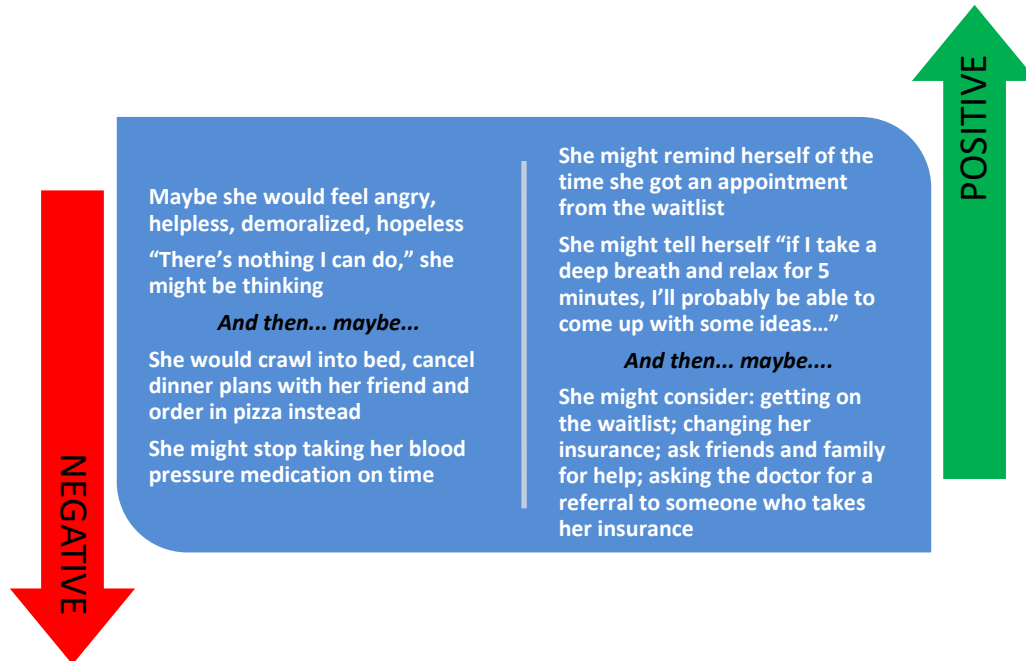 NEGATIVE
Maybe she would feel angry,
helpless, demoralized, hopeless
“There’s nothing I can do,” she
might be thinking
And then... maybe...
She would crawl into bed, cancel
dinner plans with her friend and
order in pizza instead
She might stop taking her blood
pressure medication on time
She might remind herself of the
time she got an appointment
from the waitlist
She might tell herself “if I take a
deep breath and relax for 5
minutes, I’ll probably be able to
come up with some ideas…”
And then... maybe....
She might consider: getting on
the waitlist; changing her
insurance; ask friends and family
for help; asking the doctor for a
referral to someone who takes
her insurance
POSITIVE